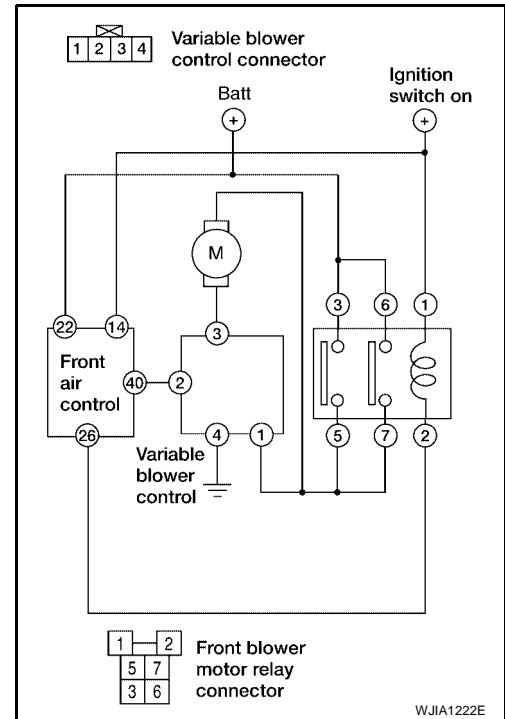 1 2 3 4
Variable blower
control connector
Batt
Ignition
switch on
+
+
M
3 6 1
22 14
3
Front
air
control
40
2
26
4 1
5 7 2
Variable
blower
control
1 2
5 7
3 6
Front blower
motor relay
connector
WJIA1222E